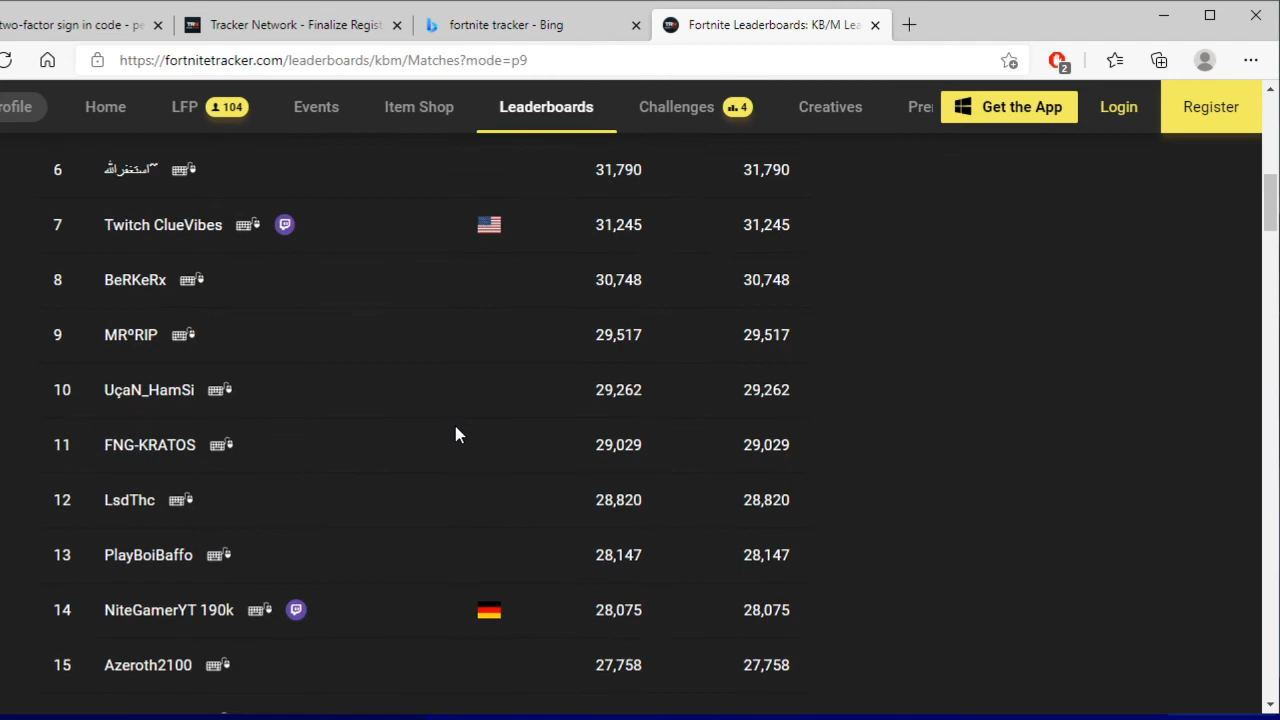 two-factor sign in code - pe
Tracker Network - Finalize Regist
fortnite tracker - Bing
Fortnite Leaderboards: KB/M Lea
https://fortnitetracker.com/leaderboards/kbm/Matches?mode=p9
2
rofile
Home
LFP 104
Events
Item Shop
Leaderboards
Challenges 4
Creatives
Pre
Get the App
Login
Register
6 استغفرالله~ 31,790 31,790
7 Twitch ClueVibes 31,245 31,245
8 BeRKeRx 30,748 30,748
9 MRºRIP 29,517 29,517
10 UçaN_HamSi 29,262 29,262
11 FNG-KRATOS 29,029 29,029
12 LsdThc 28,820 28,820
13 PlayBoiBaffo 28,147 28,147
14 NiteGamerYT 190k 28,075 28,075
15 Azeroth2100 27,758 27,758